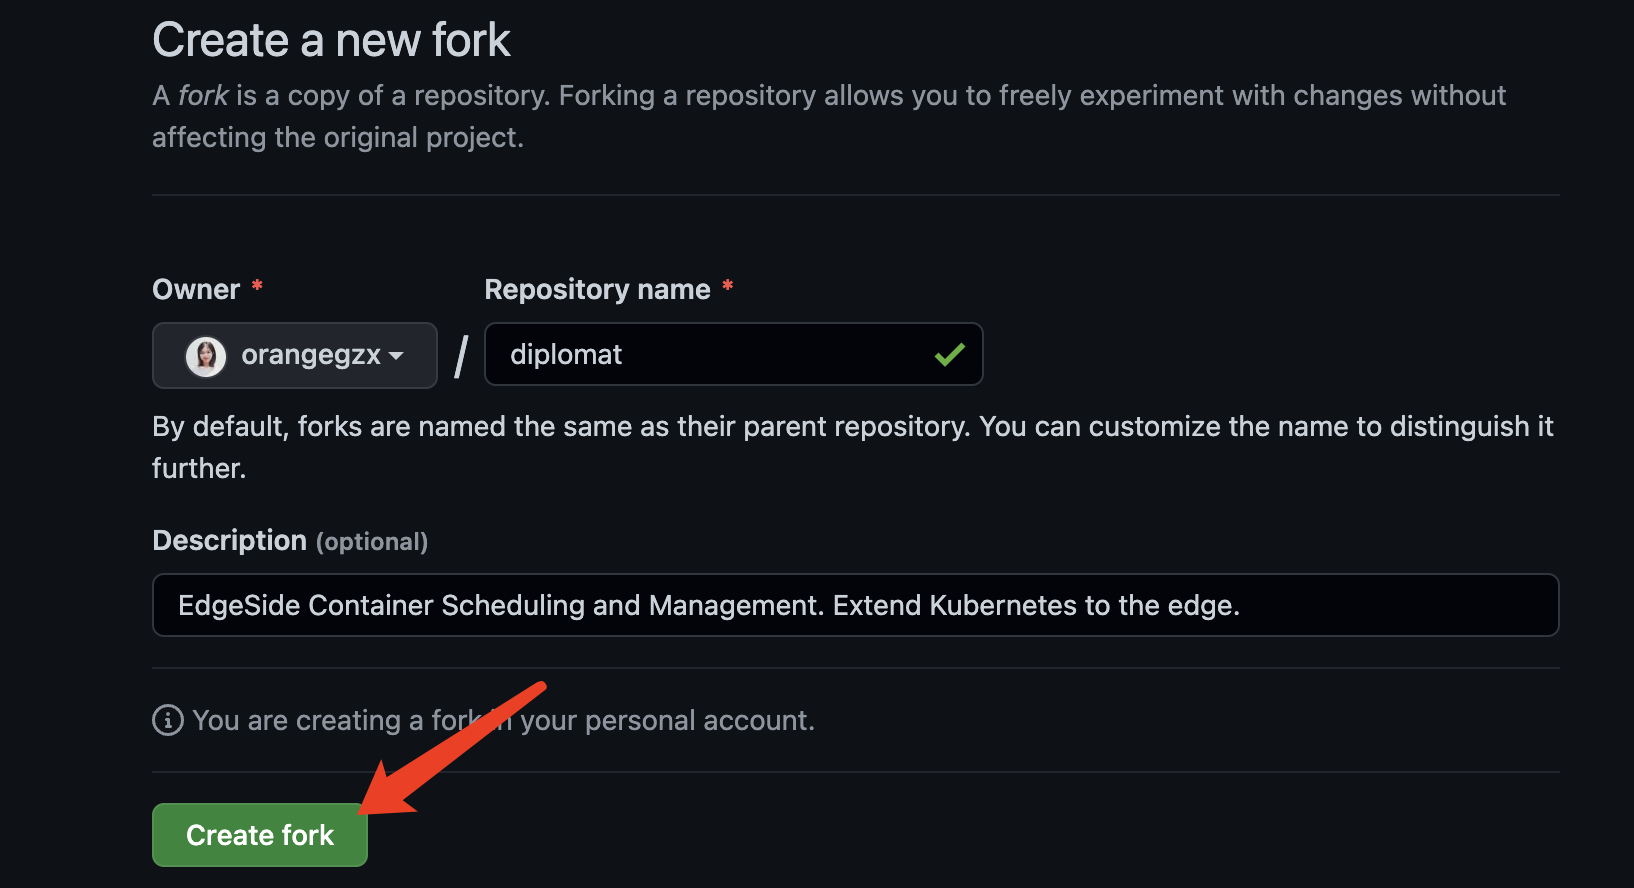 Create a new fork
A fork is a copy of a repository. Forking a repository allows you to freely experiment with changes without
affecting the original project.
Owner * Repository name *
orangegzx / diplomat
By default, forks are named the same as their parent repository. You can customize the name to distinguish it
further.
Description (optional)
EdgeSide Container Scheduling and Management. Extend Kubernetes to the edge.
You are creating a fork in your personal account.
Create fork